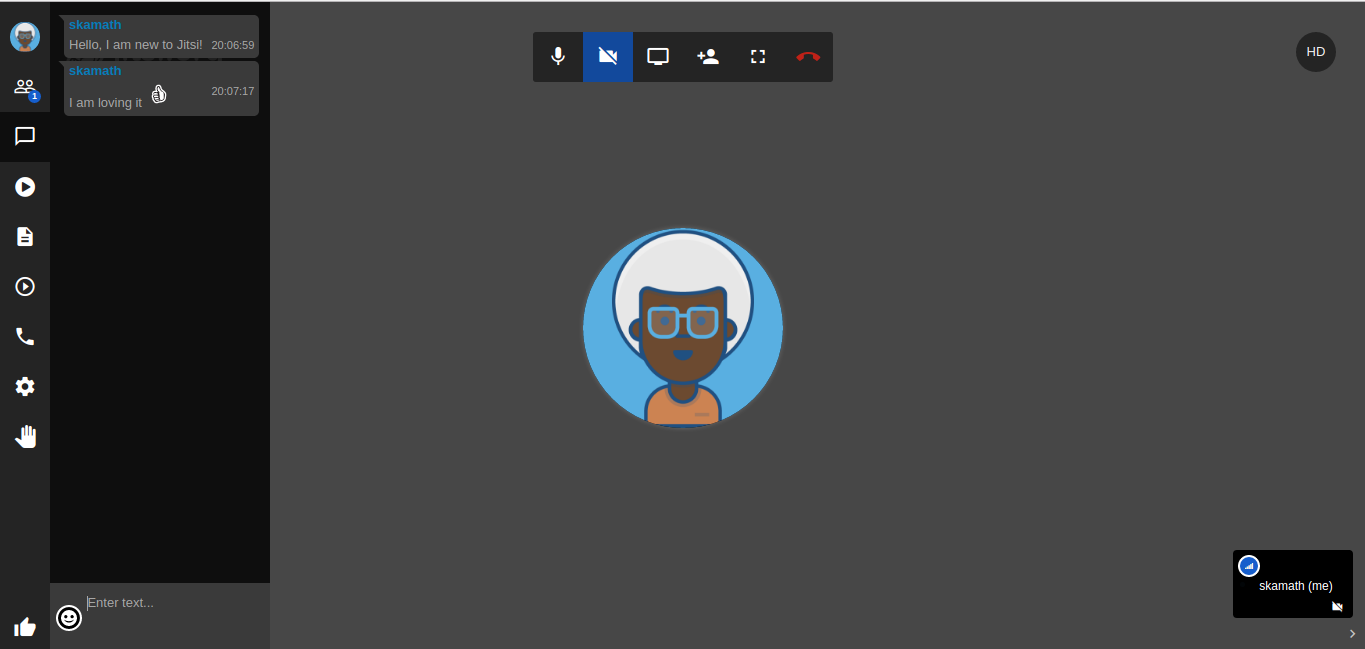 skamath
Hello, I am new to Jitsi! 20:06:59
skamath
20:07:17
I am loving it
1
HD
Enter text...
skamath (me)